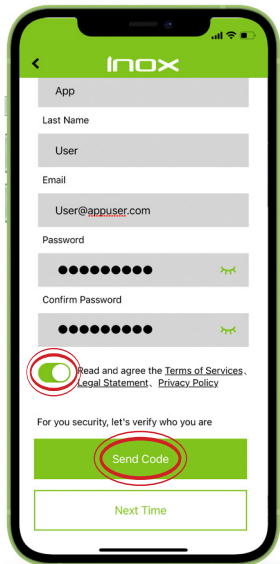 INOX
App
Last Name
User
Email
User@appuser.com
Password
Confirm Password
Read and agree the Terms of Services、
Legal Statement、 Privacy Policy
For you security, let's verify who you are
Send Code
Next Time